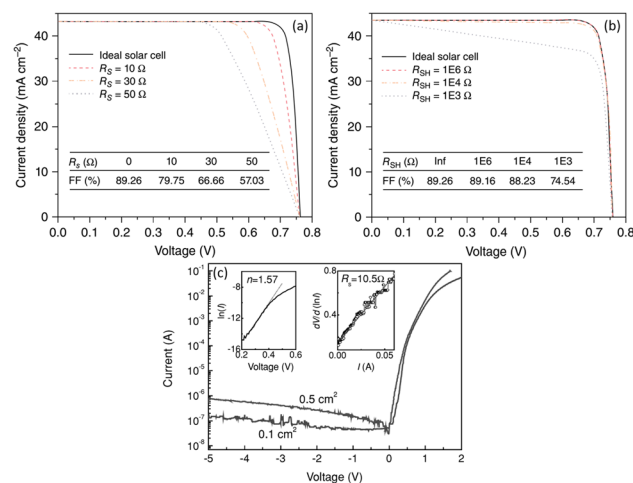 (a)
Current density (mA cm⁻²)
40
30
20
10
0
Ideal solar cell
R_S = 10 Ω
R_S = 30 Ω
R_S = 50 Ω
R_s (Ω) 0 10 30 50
FF (%) 89.26 79.75 66.66 57.03
0.0 0.1 0.2 0.3 0.4 0.5 0.6 0.7 0.8
Voltage (V)
(b)
Current density (mA cm⁻²)
40
30
20
10
0
Ideal solar cell
R_SH = 1E6 Ω
R_SH = 1E4 Ω
R_SH = 1E3 Ω
R_SH (Ω) Inf 1E6 1E4 1E3
FF (%) 89.26 89.16 88.23 74.54
0.0 0.1 0.2 0.3 0.4 0.5 0.6 0.7 0.8
Voltage (V)
(c)
Current (A)
10⁻¹
10⁻²
10⁻³
10⁻⁴
10⁻⁵
10⁻⁶
10⁻⁷
10⁻⁸
n=1.57
ln(I)
-8
-12
-16
0.2 0.4 0.6
Voltage (V)
R_s=10.5Ω
dV/d (lnI)
0.8
0.4
0.00 0.05
I (A)
0.5 cm²
0.1 cm²
-5 -4 -3 -2 -1 0 1 2
Voltage (V)